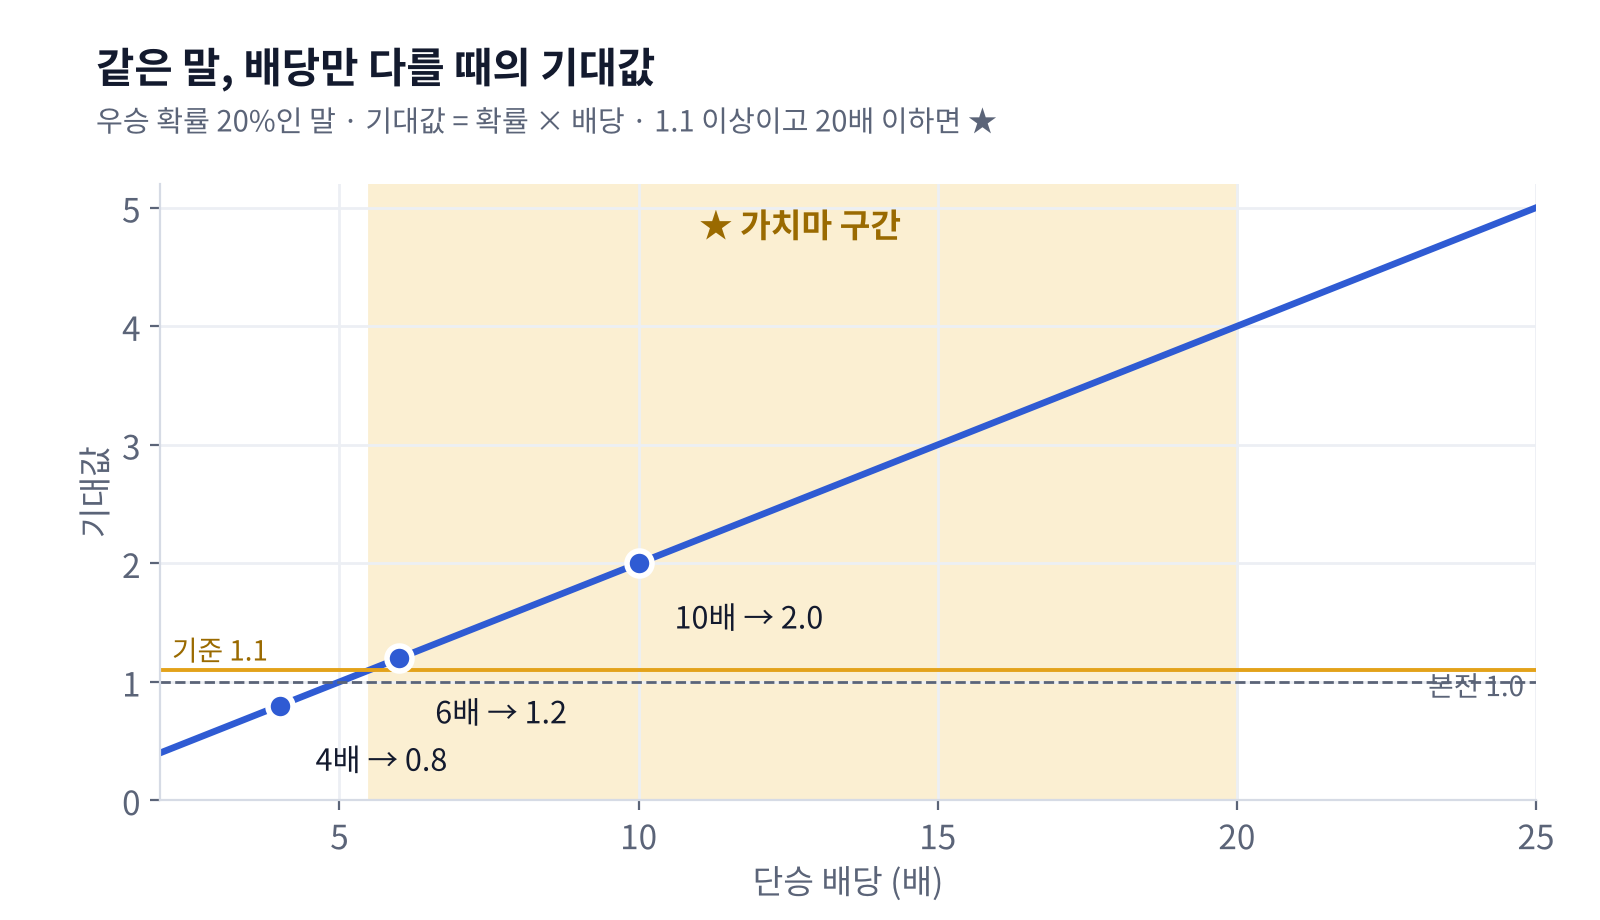 같은 말, 배당만 다를 때의 기대값
우승 확률 20%인 말 · 기대값 = 확률 × 배당 · 1.1 이상이고 20배 이하면 ★
★ 가치마 구간
5
4
3
2
1
0
기대값
기준 1.1
본전 1.0
10배 → 2.0
6배 → 1.2
4배 → 0.8
5 10 15 20 25
단승 배당 (배)